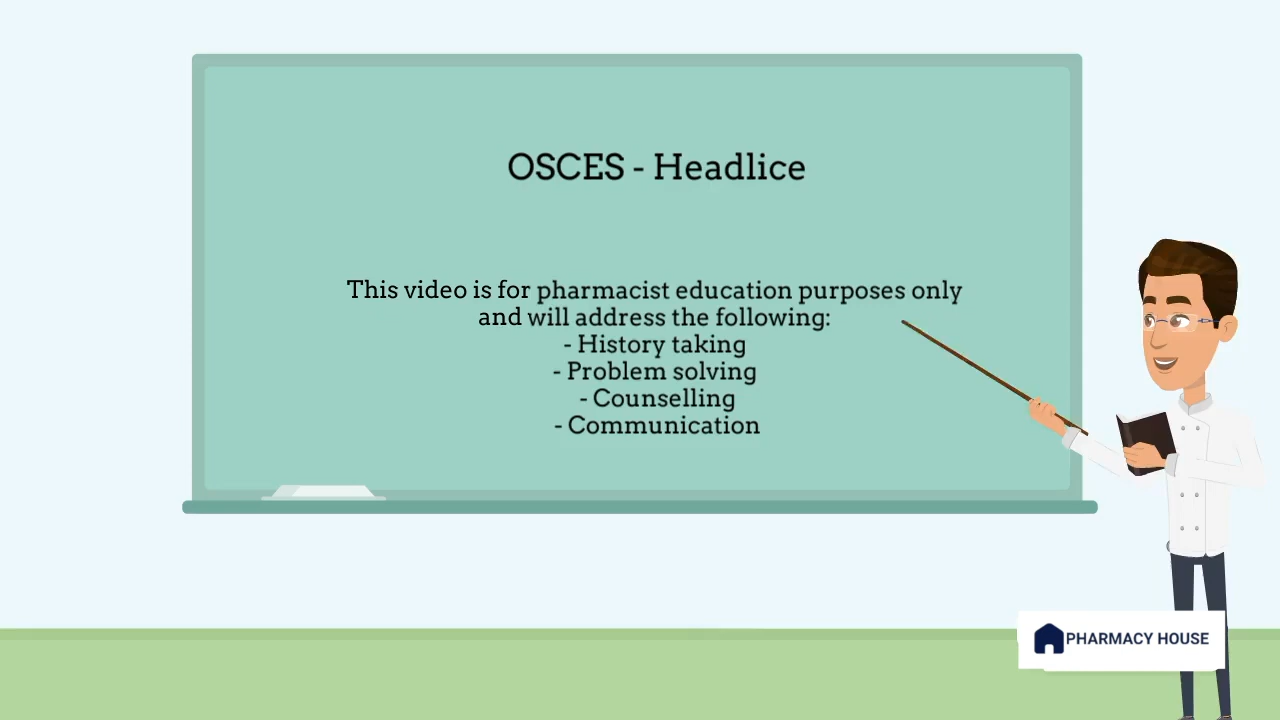 OSCES - Headlice
This video is for pharmacist education purposes only
and will address the following:
- History taking
- Problem solving
- Counselling
- Communication
PHARMACY HOUSE